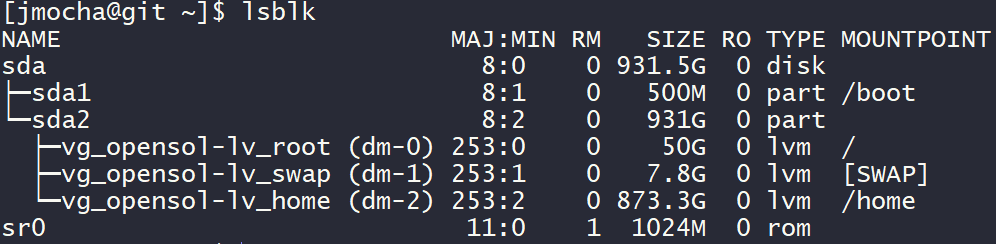 [jmocha@git ~]$ lsblk
NAME                         MAJ:MIN RM   SIZE RO TYPE MOUNTPOINT
sda                            8:0    0 931.5G  0 disk
├─sda1                         8:1    0   500M  0 part /boot
└─sda2                         8:2    0   931G  0 part
  ├─vg_opensol-lv_root (dm-0) 253:0    0    50G  0 lvm  /
  ├─vg_opensol-lv_swap (dm-1) 253:1    0   7.8G  0 lvm  [SWAP]
  └─vg_opensol-lv_home (dm-2) 253:2    0 873.3G  0 lvm  /home
sr0                           11:0    1  1024M  0 rom